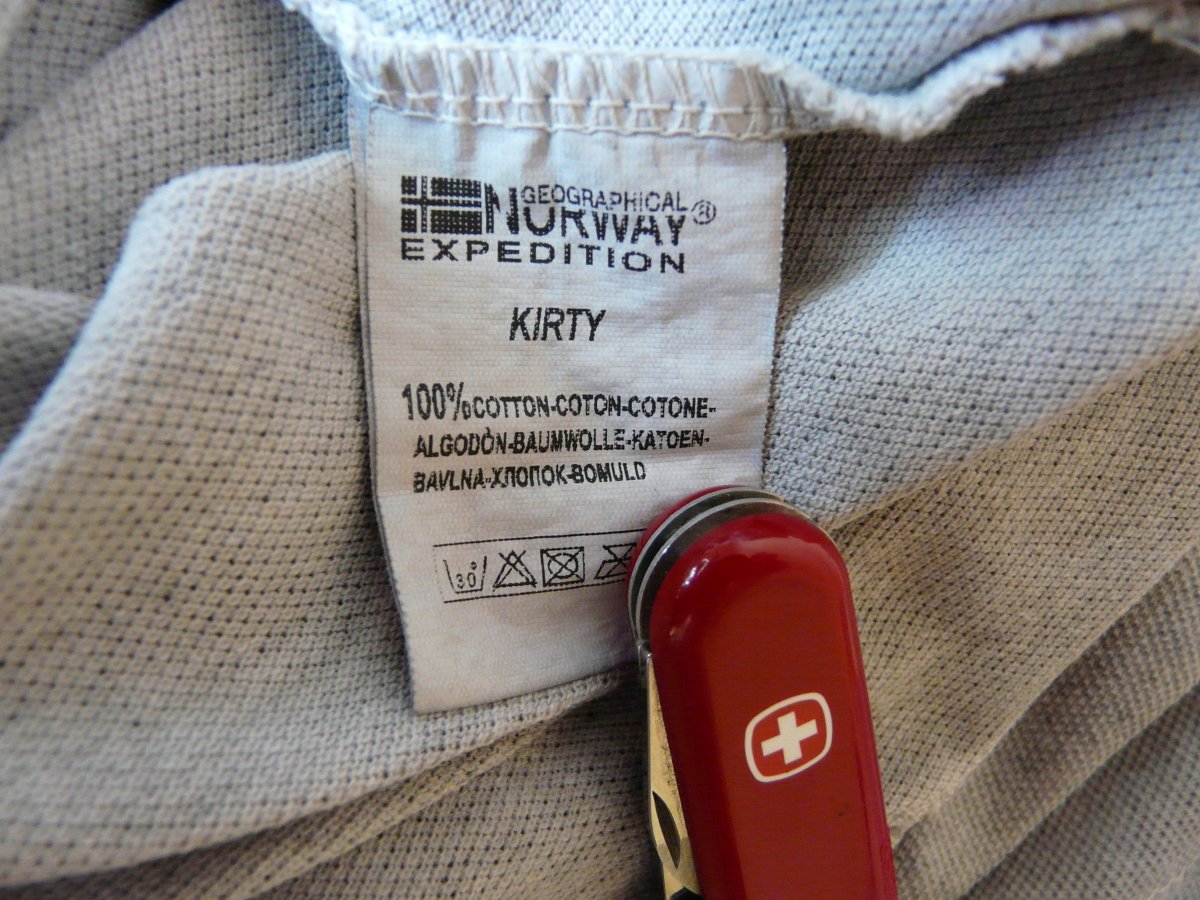 GEOGRAPHICAL
NORWAY®
EXPEDITION
KIRTY
100% COTTON-COTON-COTONE-
ALGODÒN-BAUMWOLLE-KATOEN-
BAVLNA-ХЛОПОК-BOMULD
30°